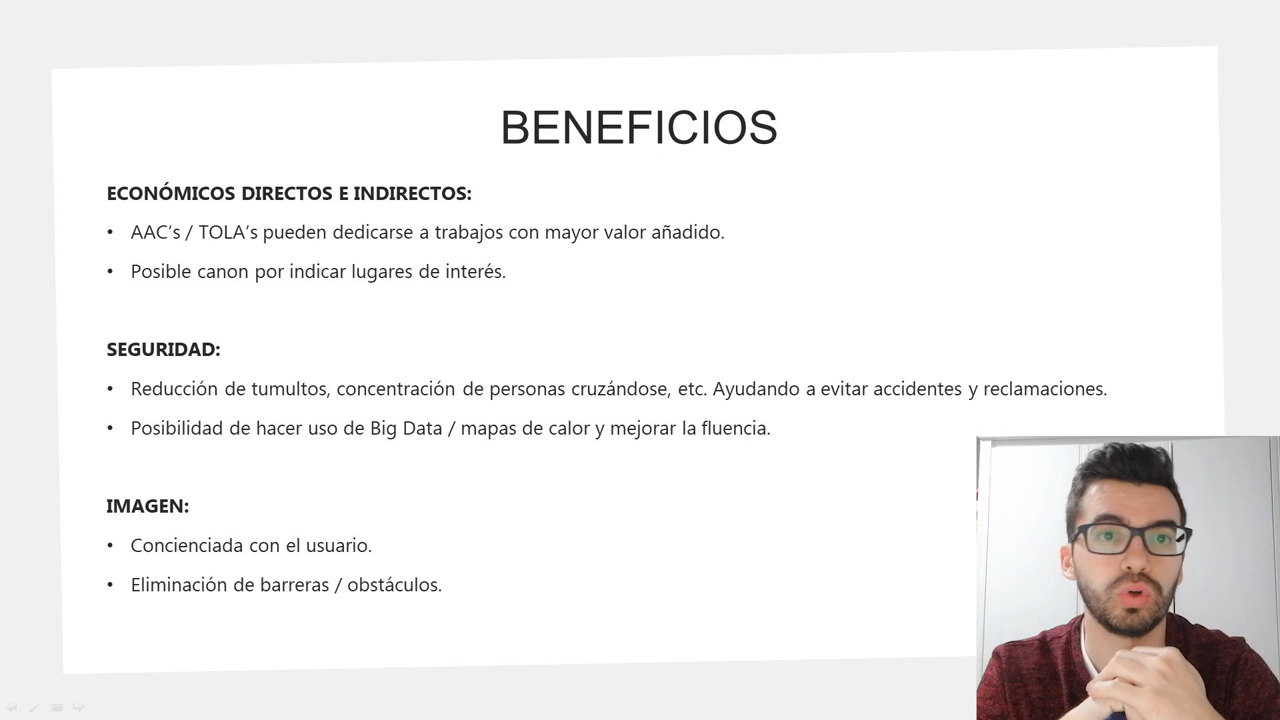 BENEFICIOS
ECONÓMICOS DIRECTOS E INDIRECTOS:
• AAC's / TOLA's pueden dedicarse a trabajos con mayor valor añadido.
• Posible canon por indicar lugares de interés.
SEGURIDAD:
• Reducción de tumultos, concentración de personas cruzándose, etc. Ayudando a evitar accidentes y reclamaciones.
• Posibilidad de hacer uso de Big Data / mapas de calor y mejorar la fluencia.
IMAGEN:
• Concienciada con el usuario.
• Eliminación de barreras / obstáculos.